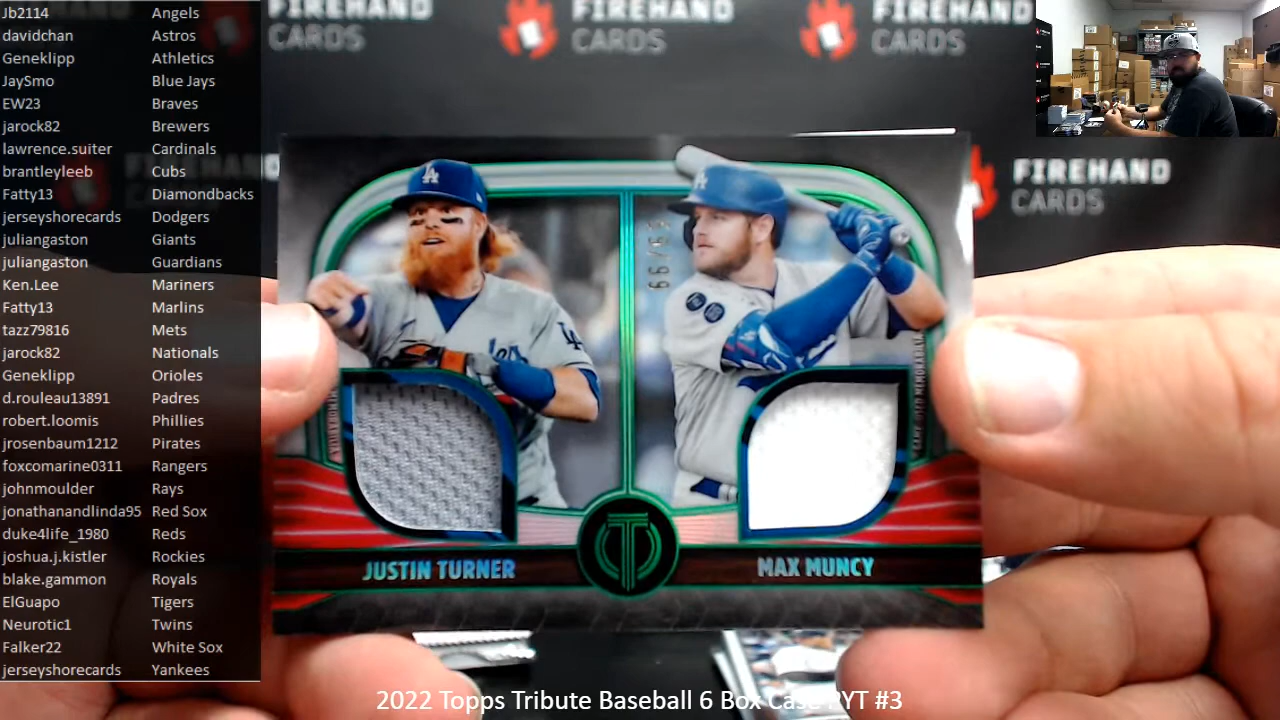 Jb2114 Angels
davidchan Astros
Geneklipp Athletics
JaySmo Blue Jays
EW23 Braves
jarock82 Brewers
lawrence.suiter Cardinals
brantleyleeb Cubs
Fatty13 Diamondbacks
jerseyshorecards Dodgers
juliangaston Giants
juliangaston Guardians
Ken.Lee Mariners
Fatty13 Marlins
tazz79816 Mets
jarock82 Nationals
Geneklipp Orioles
d.rouleau13891 Padres
robert.loomis Phillies
jrosenbaum1212 Pirates
foxcomarine0311 Rangers
johnmoulder Rays
jonathanandlinda95 Red Sox
duke4life_1980 Reds
joshua.j.kistler Rockies
blake.gammon Royals
ElGuapo Tigers
Neurotic1 Twins
Falker22 White Sox
jerseyshorecards Yankees
FIREHAND
CARDS
FIREHAND
CARDS
FIREHAND
CARDS
FIREHAND
CARDS
LA
LA
JUSTIN TURNER
MAX MUNCY
2022 Topps Tribute Baseball 6 Box Case PYT #3